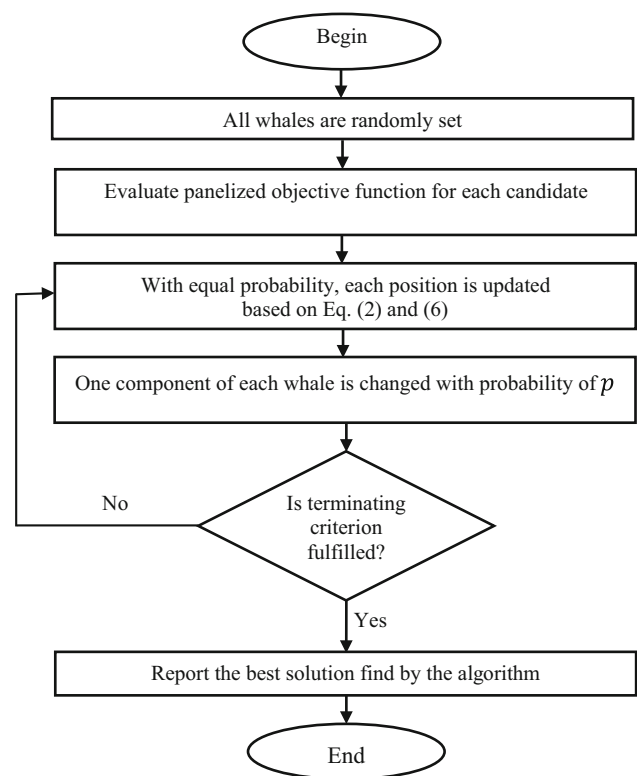 Begin
All whales are randomly set
Evaluate panelized objective function for each candidate
With equal probability, each position is updated
based on Eq. (2) and (6)
One component of each whale is changed with probability of p
No
Is terminating
criterion
fulfilled?
Yes
Report the best solution find by the algorithm
End